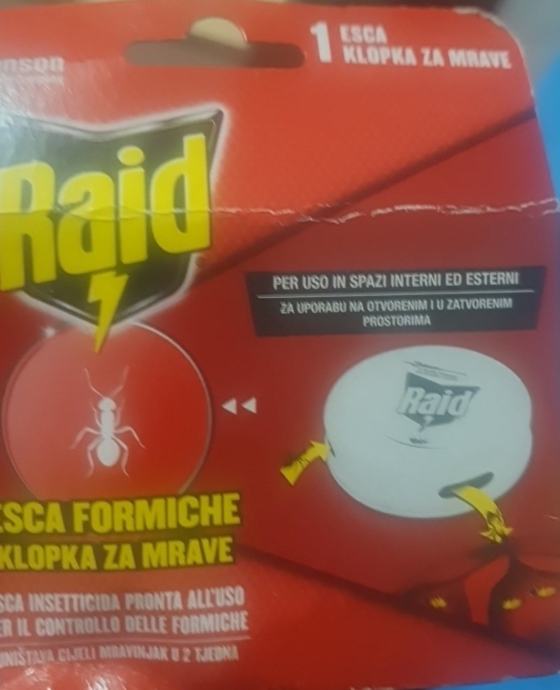 1 ESCA
KLOPKA ZA MRAVE
Raid
PER USO IN SPAZI INTERNI ED ESTERNI
ZA UPORABU NA OTVORENIM I U ZATVORENIM
PROSTORIMA
Raid
ESCA FORMICHE
KLOPKA ZA MRAVE
ESCA INSETTICIDA PRONTA ALL'USO
PER IL CONTROLLO DELLE FORMICHE
UNIŠTAVA CIJELI MRAVINJAK U 2 TJEDNA